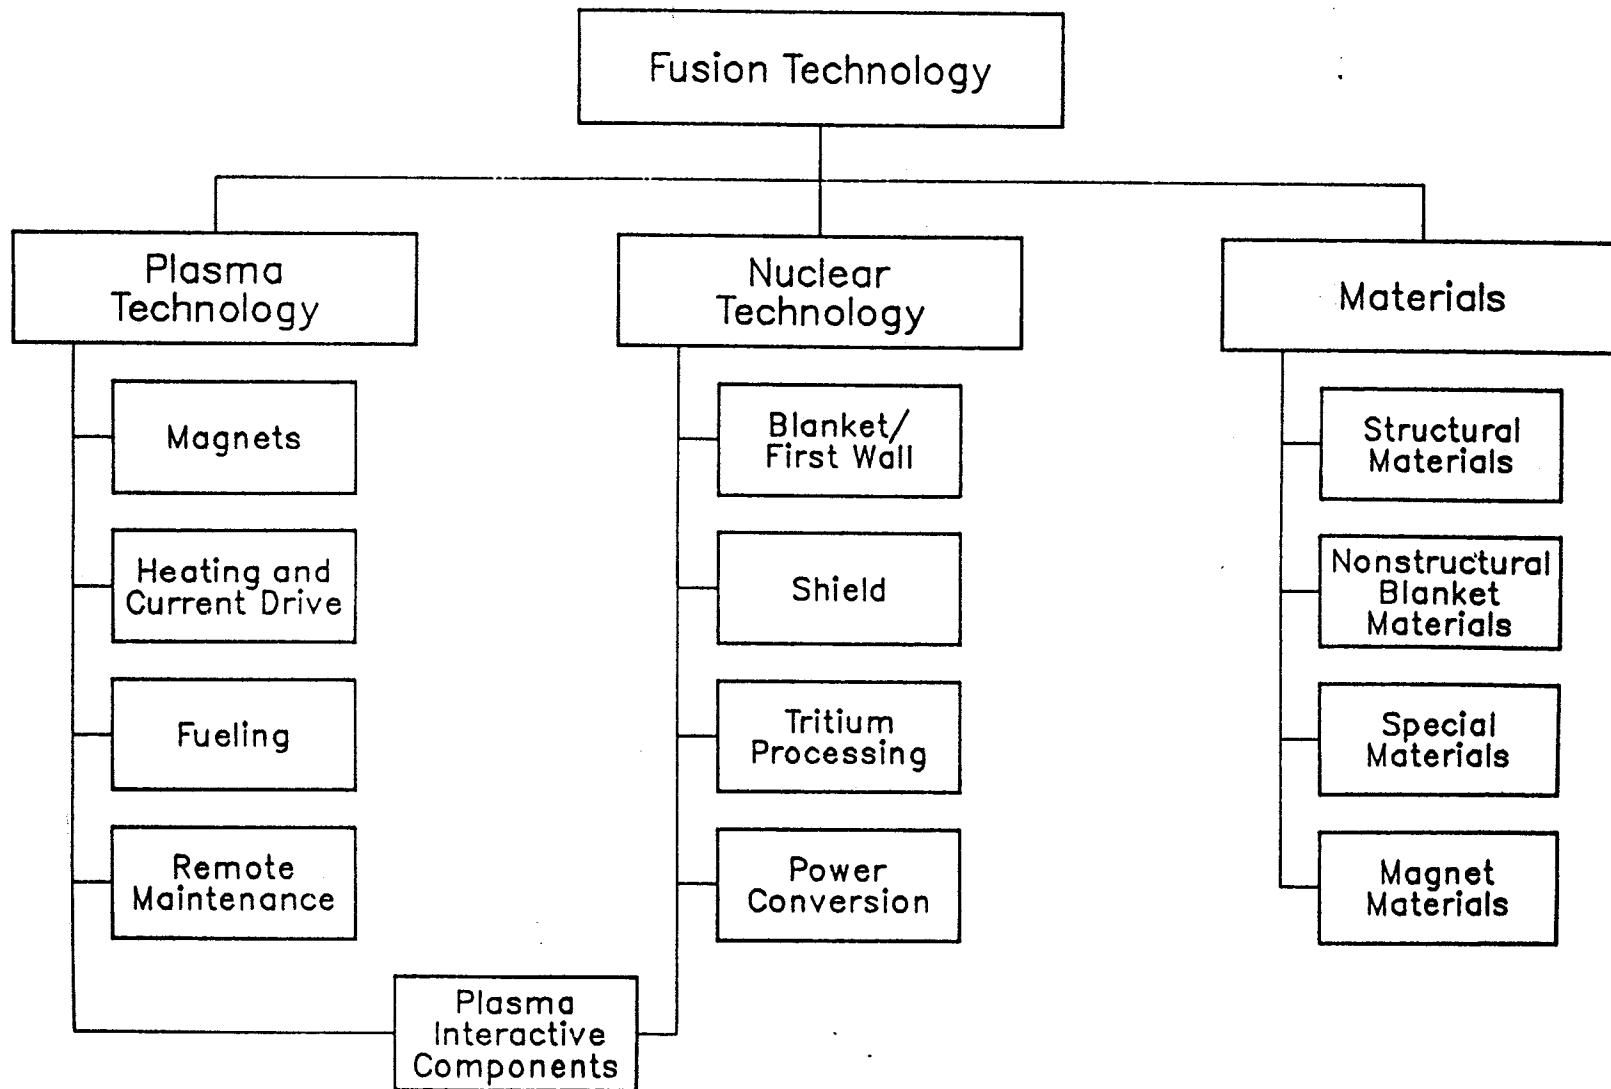 Fusion Technology
Plasma
Technology
Magnets
Heating and
Current Drive
Fueling
Remote
Maintenance
Nuclear
Technology
Blanket/
First Wall
Shield
Tritium
Processing
Power
Conversion
Plasma
Interactive
Components
Materials
Structural
Materials
Nonstructural
Blanket
Materials
Special
Materials
Magnet
Materials